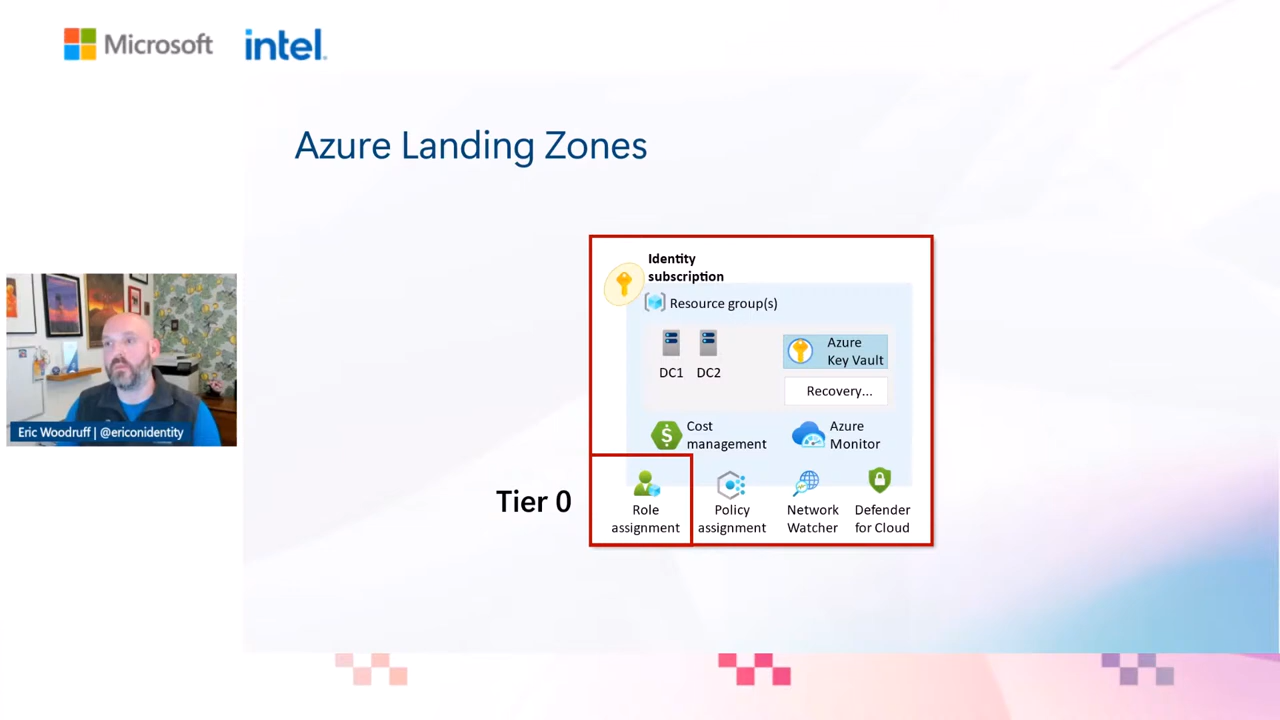 Microsoft
intel.
Azure Landing Zones
Identity
subscription
Resource group(s)
DC1
DC2
Azure
Key Vault
Recovery...
Cost
management
Azure
Monitor
Tier 0
Role
assignment
Policy
assignment
Network
Watcher
Defender
for Cloud
Eric Woodruff | @ericonidentity